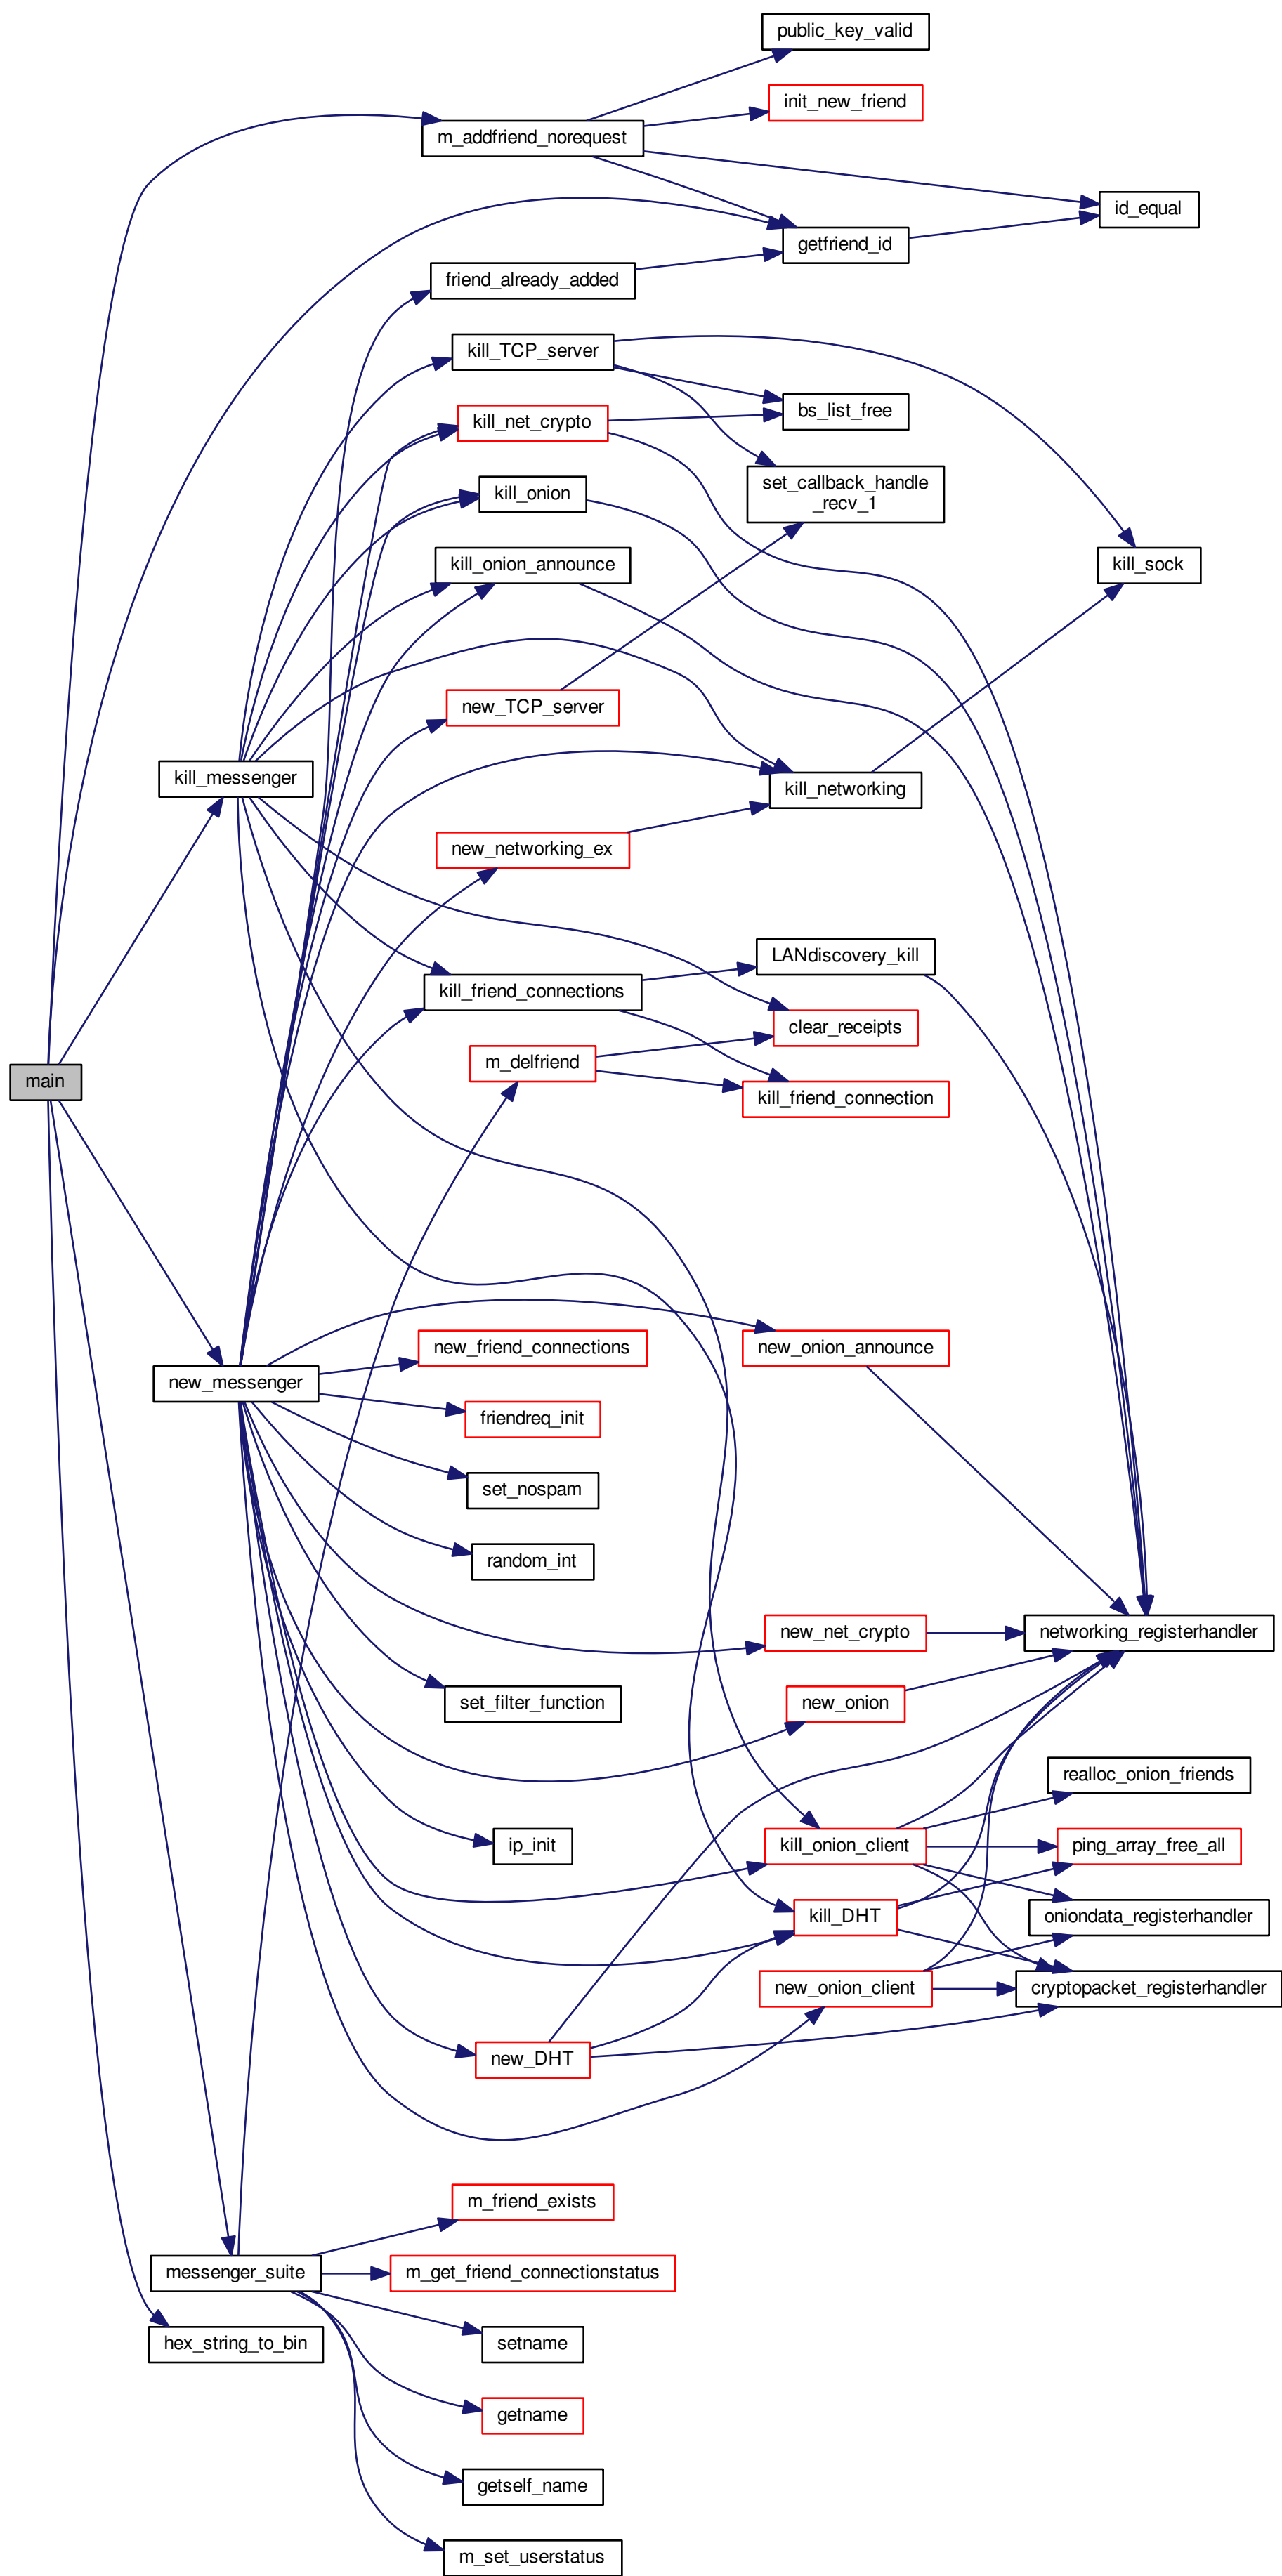 public_key_valid
init_new_friend
m_addfriend_norequest
id_equal
getfriend_id
friend_already_added
kill_TCP_server
bs_list_free
kill_net_crypto
set_callback_handle
_recv_1
kill_onion
kill_onion_announce
kill_sock
new_TCP_server
kill_messenger
kill_networking
new_networking_ex
LANdiscovery_kill
kill_friend_connections
clear_receipts
m_delfriend
main
kill_friend_connection
new_friend_connections
new_onion_announce
new_messenger
friendreq_init
set_nospam
random_int
new_net_crypto
networking_registerhandler
set_filter_function
new_onion
realloc_onion_friends
ip_init
kill_onion_client
ping_array_free_all
kill_DHT
oniondata_registerhandler
new_onion_client
cryptopacket_registerhandler
new_DHT
m_friend_exists
messenger_suite
m_get_friend_connectionstatus
hex_string_to_bin
setname
getname
getself_name
m_set_userstatus